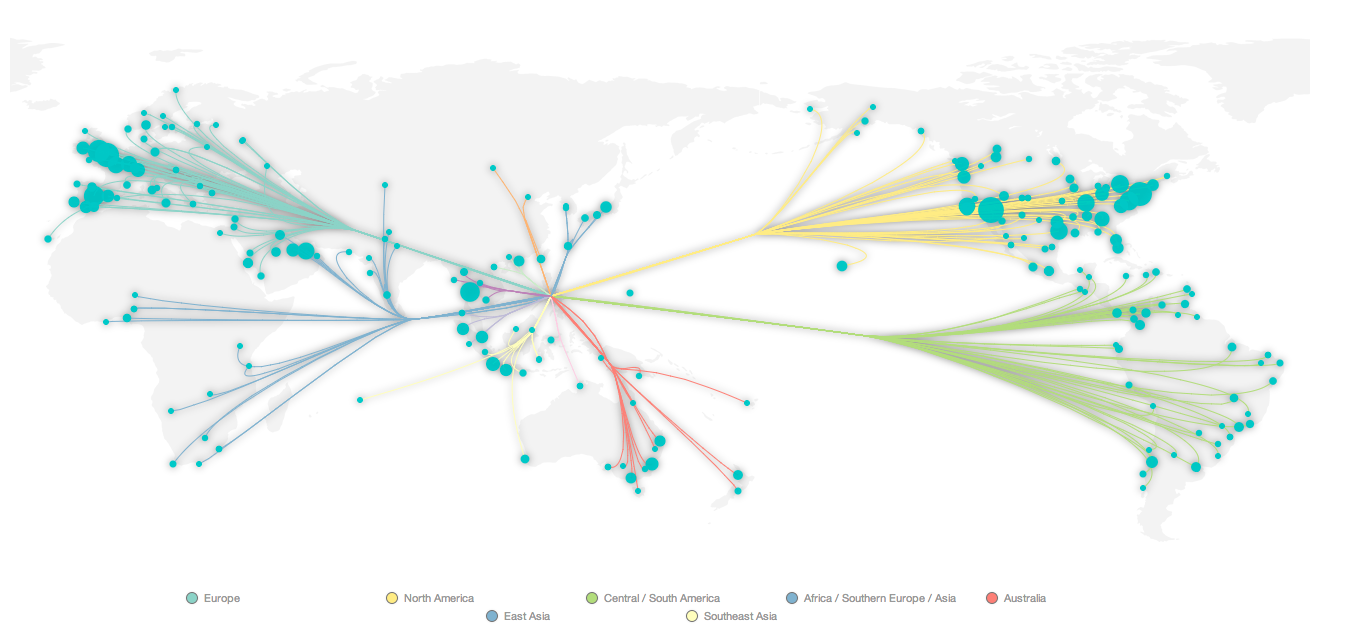 Europe
North America
Central / South America
Africa / Southern Europe / Asia
Australia
East Asia
Southeast Asia